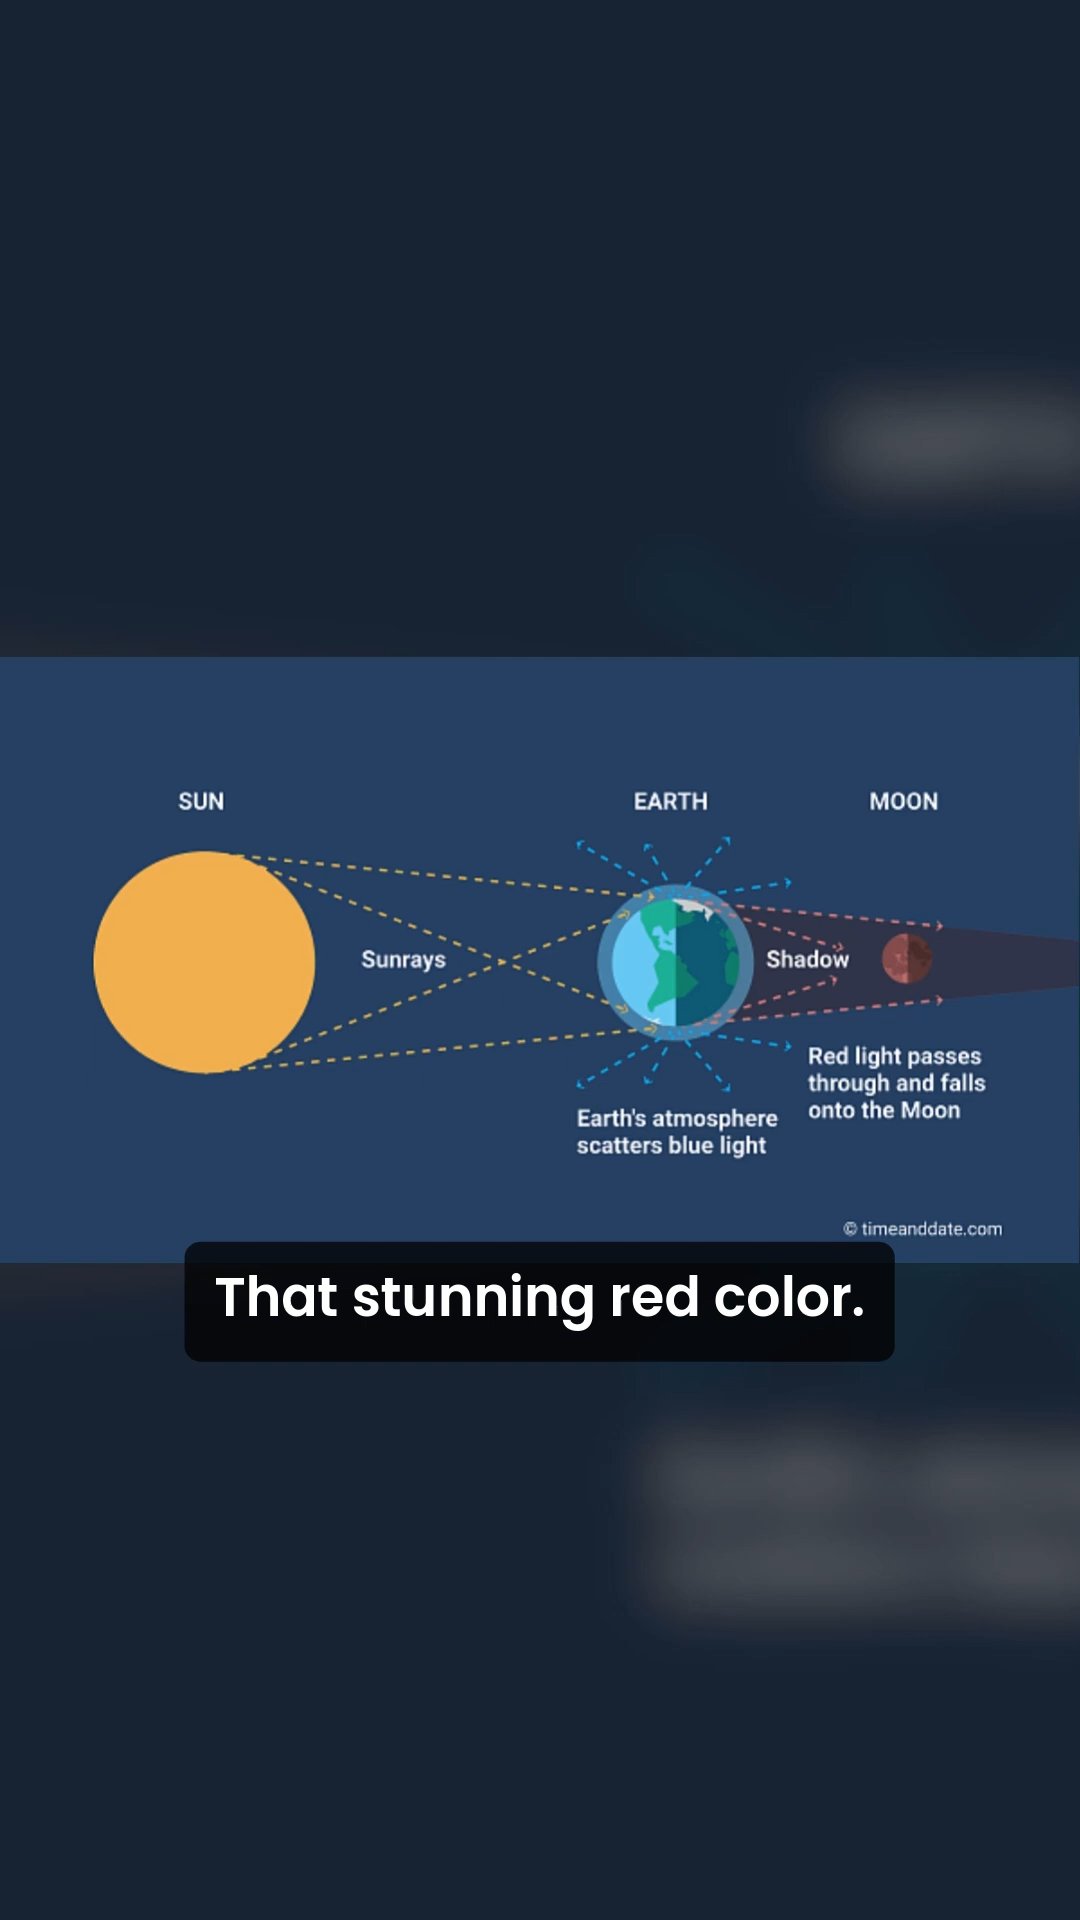 SUN
EARTH
MOON
Sunrays
Shadow
Red light passes
through and falls
onto the Moon
Earth's atmosphere
scatters blue light
© timeanddate.com
That stunning red color.